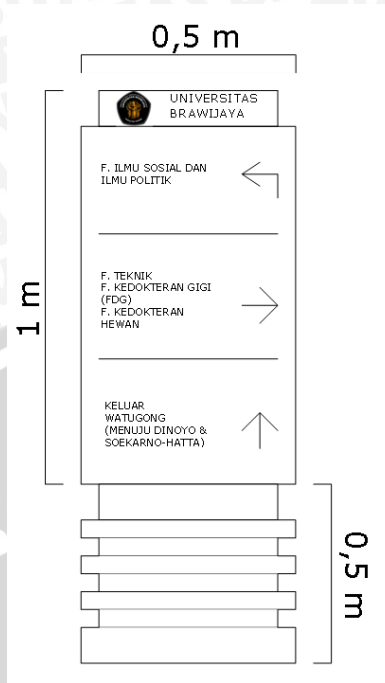 0,5 m
UNIVERSITAS
BRAWIJAYA
F. ILMU SOSIAL DAN
ILMU POLITIK
1 m
F. TEKNIK
F. KEDOKTERAN GIGI
(FDG)
F. KEDOKTERAN
HEWAN
KELUAR
WATUGONG
(MENUJU DINOYO &
SOEKARNO-HATTA)
0,5 m